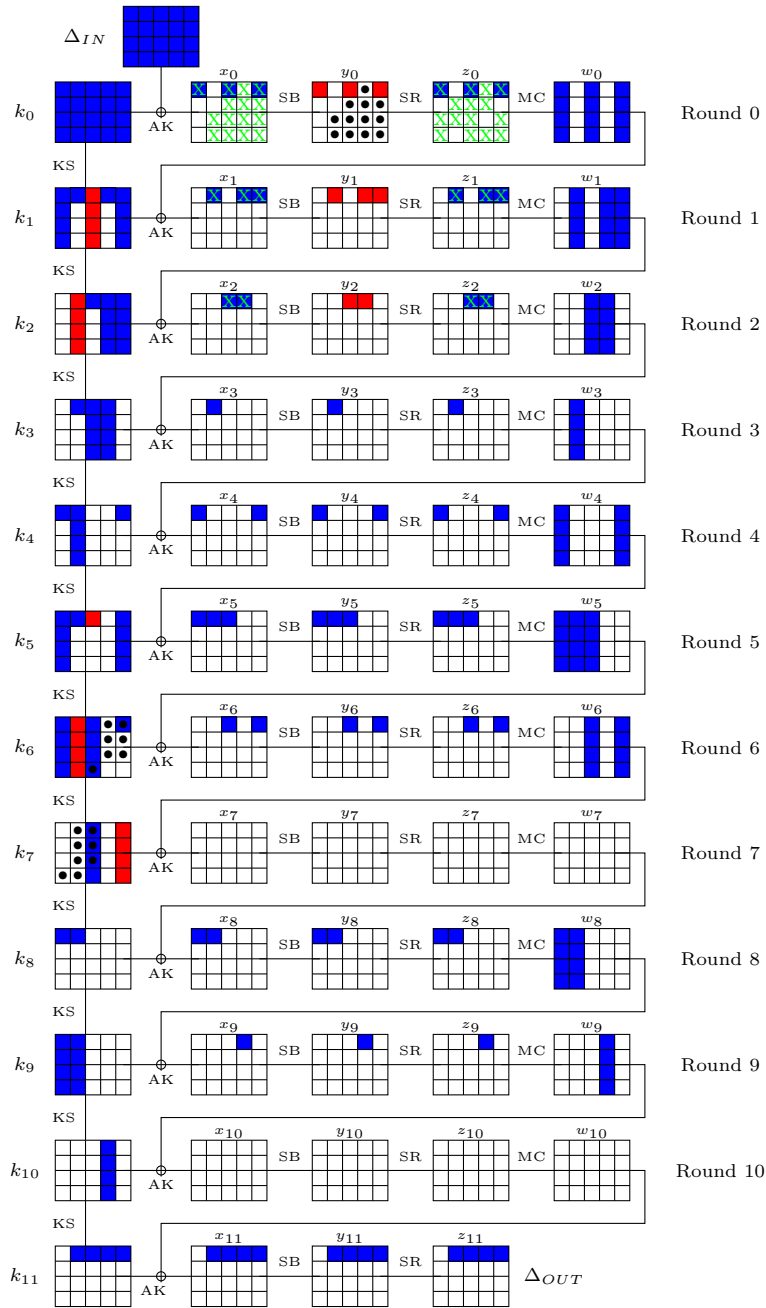 Δ_IN
x_0 y_0 z_0 w_0
k_0 AK SB SR MC Round 0
X X X X X X X X
X X X X X X
X X X X X X X
X X X X X X X
KS
x_1 y_1 z_1 w_1
k_1 AK SB SR MC Round 1
X X X X X X
KS
x_2 y_2 z_2 w_2
k_2 AK SB SR MC Round 2
X X X X
KS
x_3 y_3 z_3 w_3
k_3 AK SB SR MC Round 3
KS
x_4 y_4 z_4 w_4
k_4 AK SB SR MC Round 4
KS
x_5 y_5 z_5 w_5
k_5 AK SB SR MC Round 5
KS
x_6 y_6 z_6 w_6
k_6 AK SB SR MC Round 6
KS
x_7 y_7 z_7 w_7
k_7 AK SB SR MC Round 7
KS
x_8 y_8 z_8 w_8
k_8 AK SB SR MC Round 8
KS
x_9 y_9 z_9 w_9
k_9 AK SB SR MC Round 9
KS
x_10 y_10 z_10 w_10
k_10 AK SB SR MC Round 10
KS
x_11 y_11 z_11
k_11 AK SB SR Δ_OUT